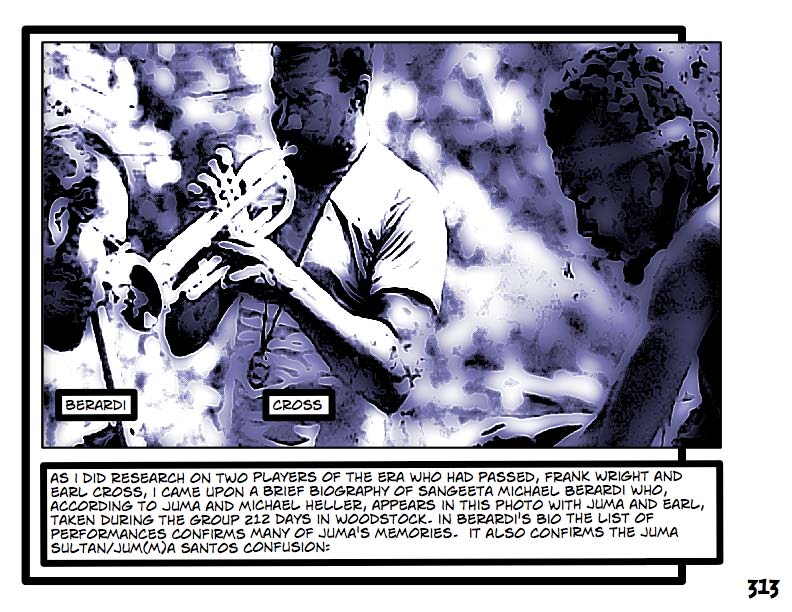 BERARDI
CROSS
AS I DID RESEARCH ON TWO PLAYERS OF THE ERA WHO HAD PASSED, FRANK WRIGHT AND
EARL CROSS, I CAME UPON A BRIEF BIOGRAPHY OF SANGEETA MICHAEL BERARDI WHO,
ACCORDING TO JUMA AND MICHAEL HELLER, APPEARS IN THIS PHOTO WITH JUMA AND EARL,
TAKEN DURING THE GROUP 212 DAYS IN WOODSTOCK. IN BERARDI'S BIO THE LIST OF
PERFORMANCES CONFIRMS MANY OF JUMA'S MEMORIES. IT ALSO CONFIRMS THE JUMA
SULTAN/JUM(M)A SANTOS CONFUSION:
313